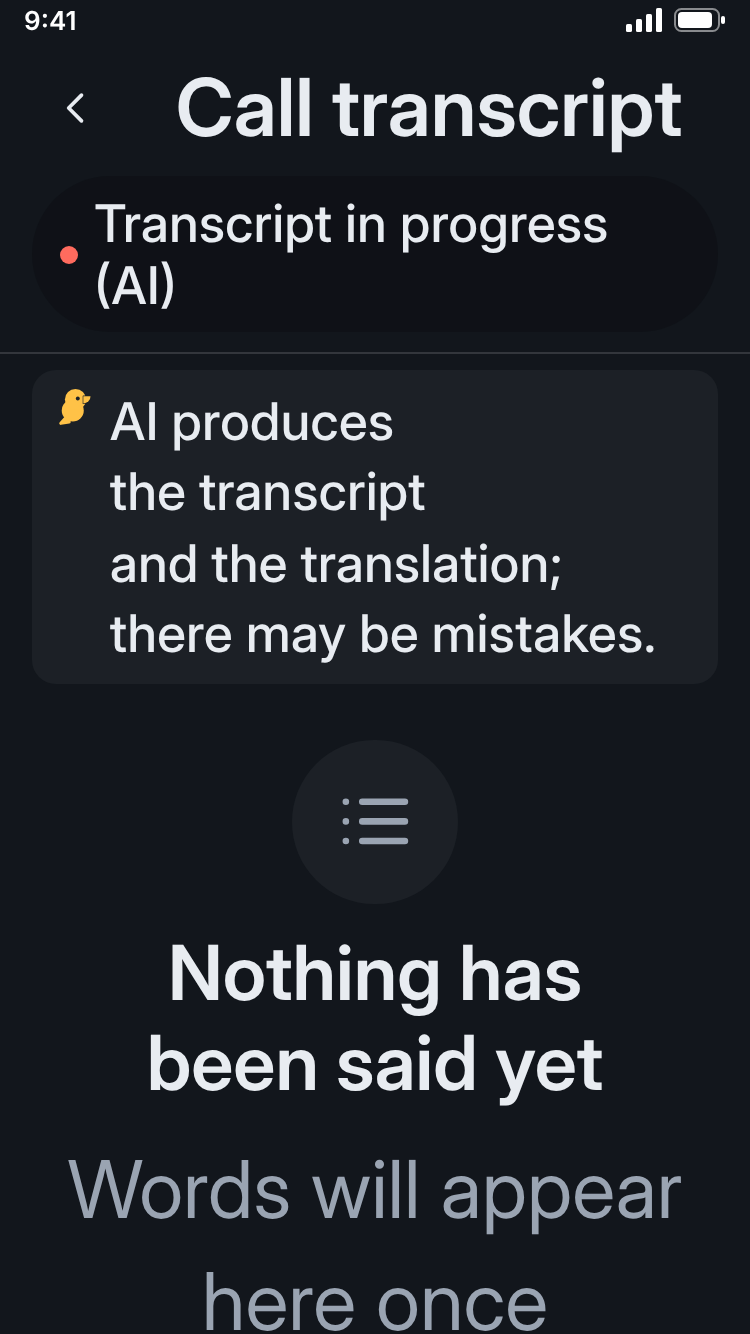 9:41
Call transcript
Transcript in progress
(AI)
AI produces
the transcript
and the translation;
there may be mistakes.
Nothing has
been said yet
Words will appear
here once